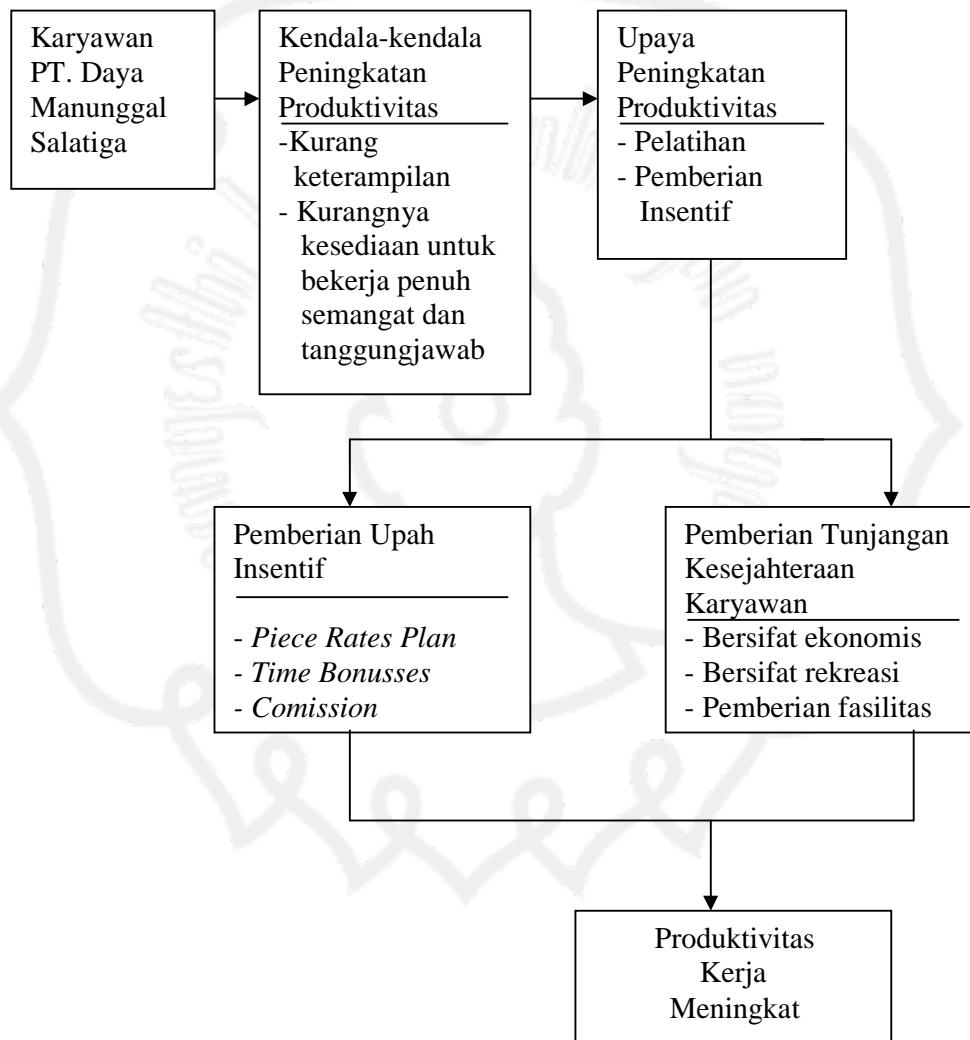 Karyawan
PT. Daya
Manunggal
Salatiga
Kendala-kendala
Peningkatan
Produktivitas
-Kurang
keterampilan
- Kurangnya
kesediaan untuk
bekerja penuh
semangat dan
tanggungjawab
Upaya
Peningkatan
Produktivitas
- Pelatihan
- Pemberian
Insentif
Pemberian Upah
Insentif
- Piece Rates Plan
- Time Bonusses
- Comission
Pemberian Tunjangan
Kesejahteraan
Karyawan
- Bersifat ekonomis
- Bersifat rekreasi
- Pemberian fasilitas
Produktivitas
Kerja
Meningkat